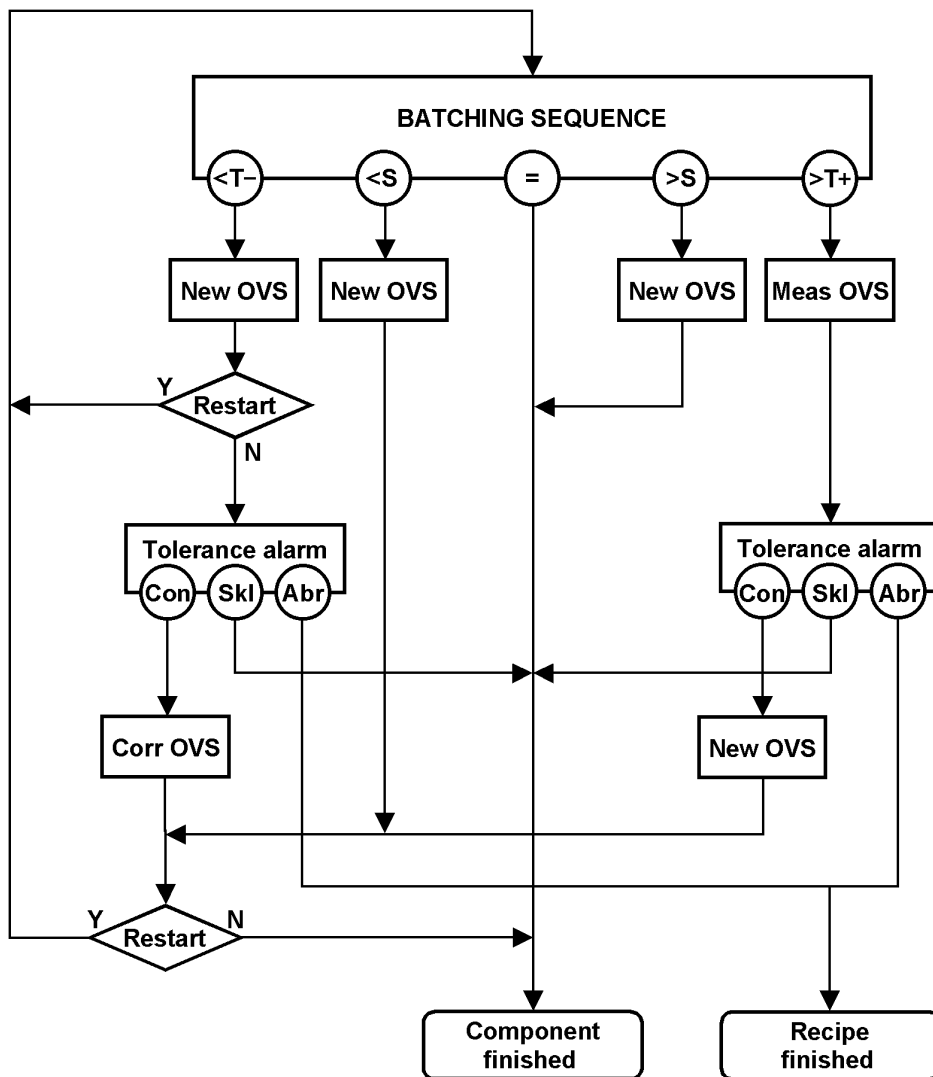 BATCHING SEQUENCE
<T− <S = >S >T+
New OVS New OVS New OVS Meas OVS
Y Restart
N
Tolerance alarm Tolerance alarm
Con Skl Abr Con Skl Abr
Corr OVS New OVS
Y Restart N
Component Recipe
finished finished